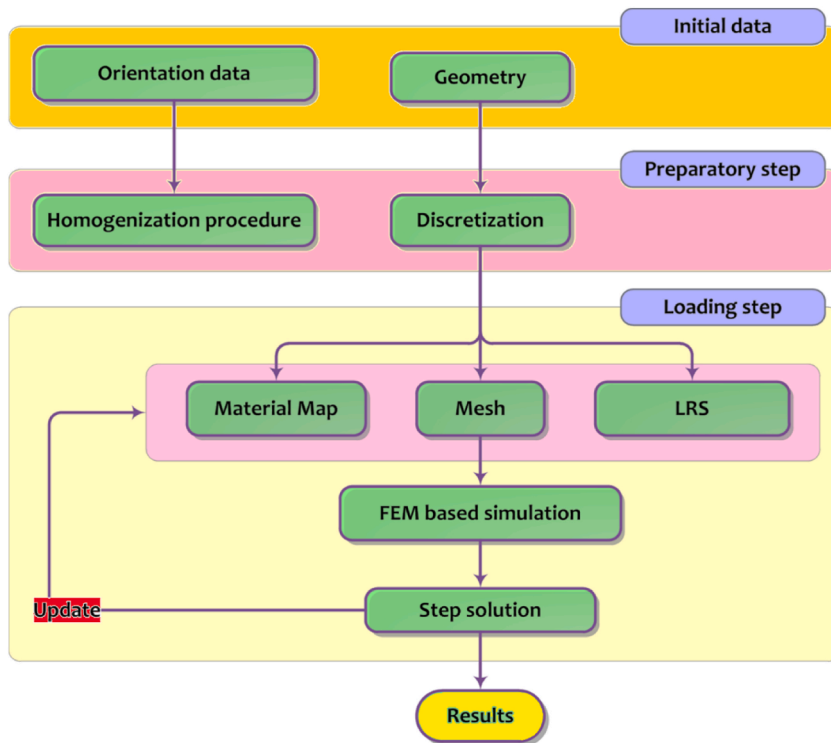 Initial data
Orientation data
Geometry
Preparatory step
Homogenization procedure
Discretization
Loading step
Material Map
Mesh
LRS
FEM based simulation
Update
Step solution
Results